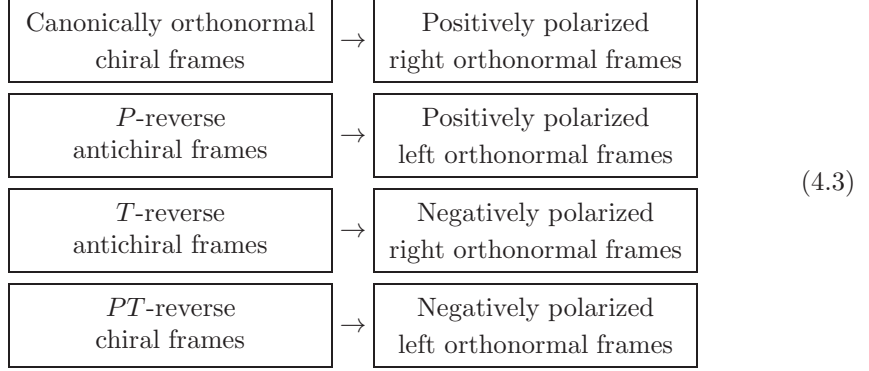 Canonically orthonormal
chiral frames
→
Positively polarized
right orthonormal frames
P-reverse
antichiral frames
→
Positively polarized
left orthonormal frames
T-reverse
antichiral frames
→
Negatively polarized
right orthonormal frames
PT-reverse
chiral frames
→
Negatively polarized
left orthonormal frames
(4.3)